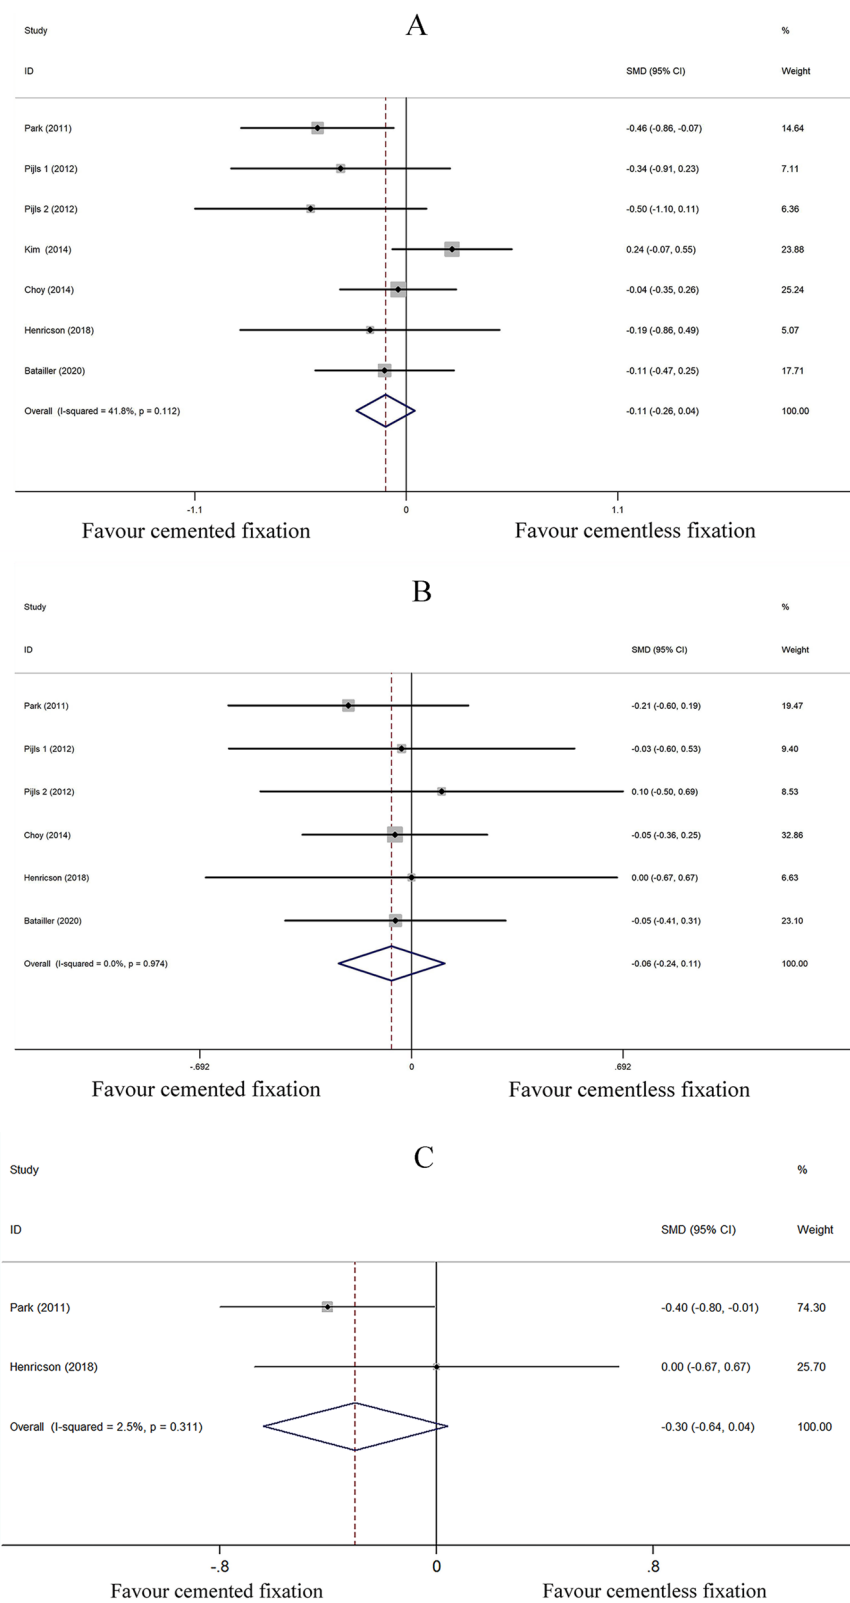 A
Study %
ID SMD (95% CI) Weight
Park (2011) -0.46 (-0.86, -0.07) 14.64
Pijls 1 (2012) -0.34 (-0.91, 0.23) 7.11
Pijls 2 (2012) -0.50 (-1.10, 0.11) 6.36
Kim (2014) 0.24 (-0.07, 0.55) 23.88
Choy (2014) -0.04 (-0.35, 0.26) 25.24
Henricson (2018) -0.19 (-0.86, 0.49) 5.07
Batailler (2020) -0.11 (-0.47, 0.25) 17.71
Overall (I-squared = 41.8%, p = 0.112) -0.11 (-0.26, 0.04) 100.00
-1.1 0 1.1
Favour cemented fixation Favour cementless fixation
B
Study %
ID SMD (95% CI) Weight
Park (2011) -0.21 (-0.60, 0.19) 19.47
Pijls 1 (2012) -0.03 (-0.60, 0.53) 9.40
Pijls 2 (2012) 0.10 (-0.50, 0.69) 8.53
Choy (2014) -0.05 (-0.36, 0.25) 32.86
Henricson (2018) 0.00 (-0.67, 0.67) 6.63
Batailler (2020) -0.05 (-0.41, 0.31) 23.10
Overall (I-squared = 0.0%, p = 0.974) -0.06 (-0.24, 0.11) 100.00
-.692 0 .692
Favour cemented fixation Favour cementless fixation
C
Study %
ID SMD (95% CI) Weight
Park (2011) -0.40 (-0.80, -0.01) 74.30
Henricson (2018) 0.00 (-0.67, 0.67) 25.70
Overall (I-squared = 2.5%, p = 0.311) -0.30 (-0.64, 0.04) 100.00
-.8 0 .8
Favour cemented fixation Favour cementless fixation